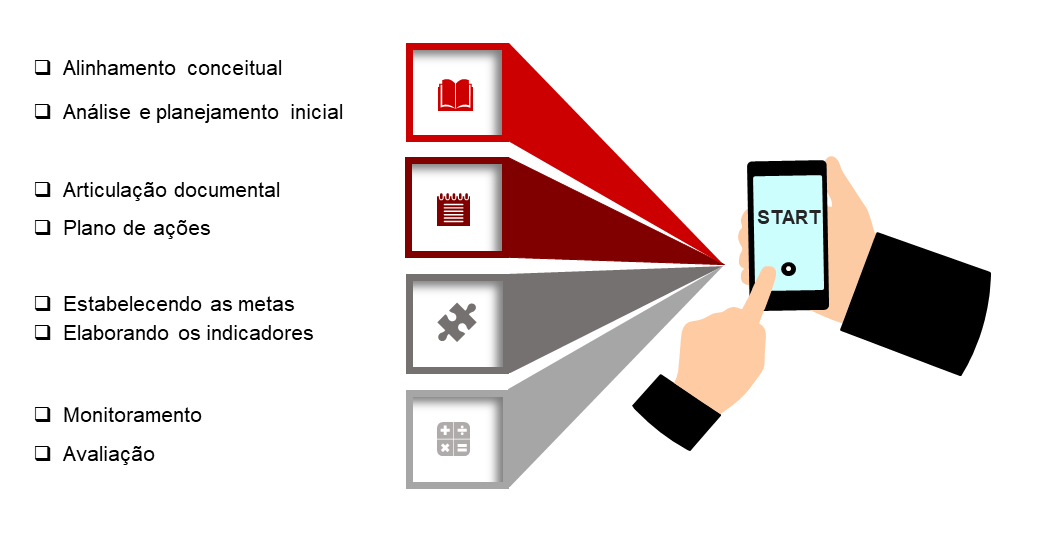 Alinhamento conceitual
Análise e planejamento inicial
Articulação documental
Plano de ações
Estabelecendo as metas
Elaborando os indicadores
Monitoramento
Avaliação
START